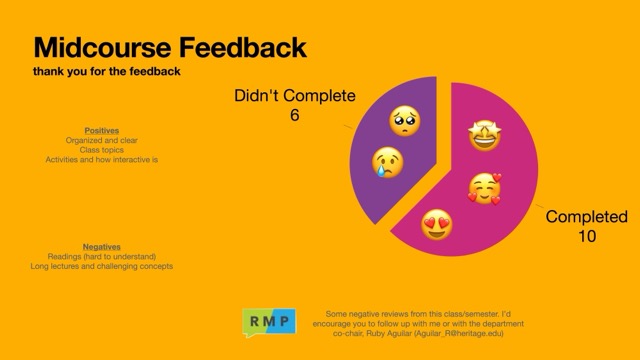 Midcourse Feedback
thank you for the feedback
Didn't Complete
6
Positives
Organized and clear
Class topics
Activities and how interactive is
Completed
10
Negatives
Readings (hard to understand)
Long lectures and challenging concepts
RMP
Some negative reviews from this class/semester. I'd
encourage you to follow up with me or with the department
co-chair, Ruby Aguilar (Aguilar_R@heritage.edu)